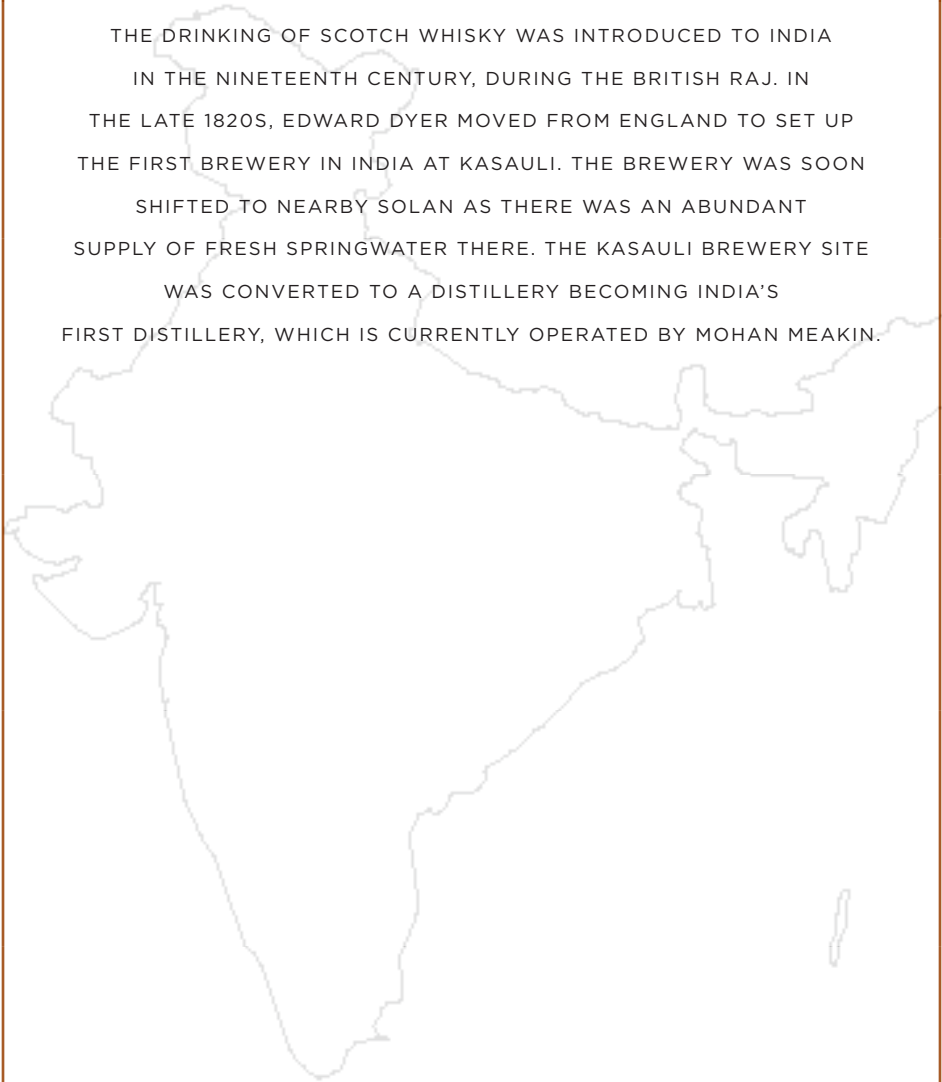 THE DRINKING OF SCOTCH WHISKY WAS INTRODUCED TO INDIA
IN THE NINETEENTH CENTURY, DURING THE BRITISH RAJ. IN
THE LATE 1820S, EDWARD DYER MOVED FROM ENGLAND TO SET UP
THE FIRST BREWERY IN INDIA AT KASAULI. THE BREWERY WAS SOON
SHIFTED TO NEARBY SOLAN AS THERE WAS AN ABUNDANT
SUPPLY OF FRESH SPRINGWATER THERE. THE KASAULI BREWERY SITE
WAS CONVERTED TO A DISTILLERY BECOMING INDIA’S
FIRST DISTILLERY, WHICH IS CURRENTLY OPERATED BY MOHAN MEAKIN.